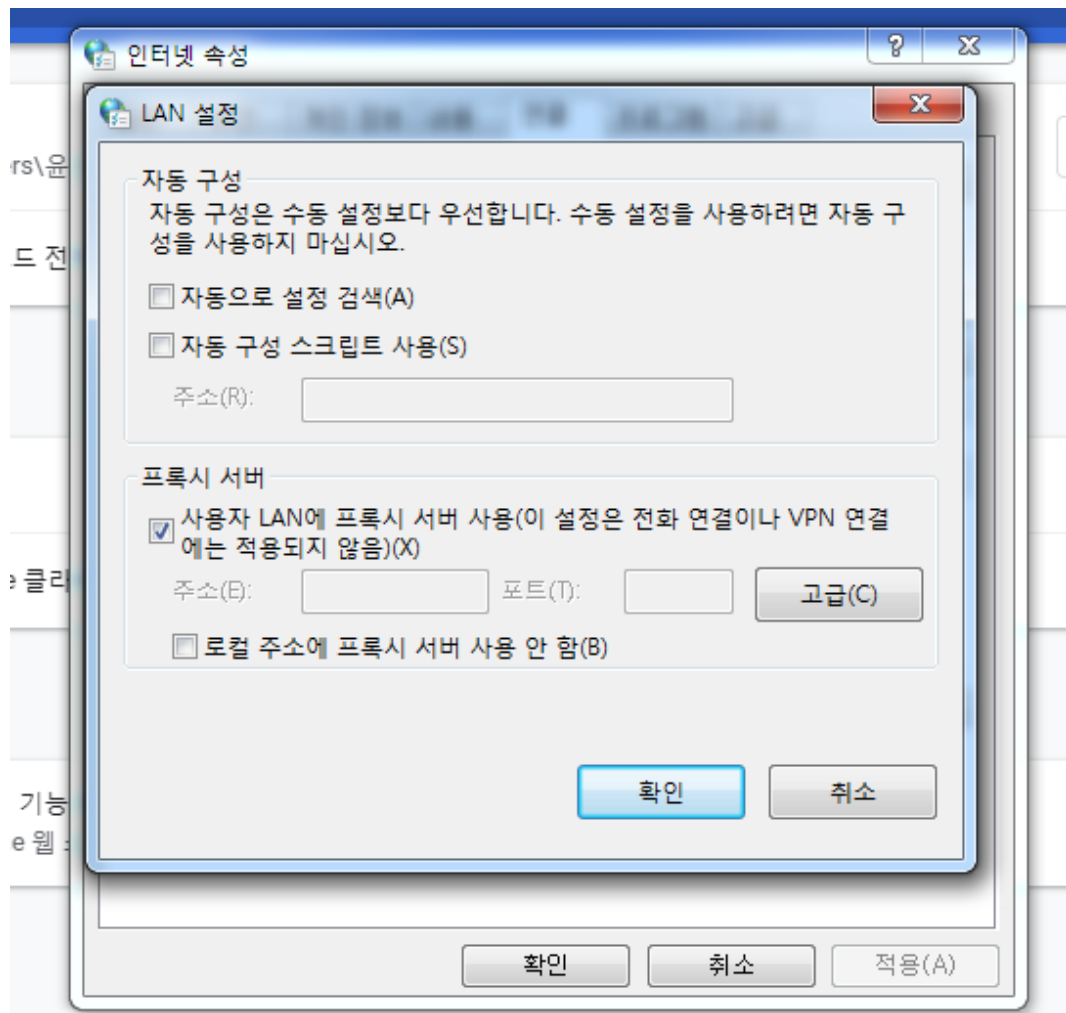 인터넷 속성
LAN 설정
rs\윤
드 전
e 클라
기능
e 웹
자동 구성
자동 구성은 수동 설정보다 우선합니다. 수동 설정을 사용하려면 자동 구
성을 사용하지 마십시오.
자동으로 설정 검색(A)
자동 구성 스크립트 사용(S)
주소(R):
프록시 서버
사용자 LAN에 프록시 서버 사용(이 설정은 전화 연결이나 VPN 연결
에는 적용되지 않음)(X)
주소(E):
포트(T):
고급(C)
로컬 주소에 프록시 서버 사용 안 함(B)
확인
취소
확인
취소
적용(A)